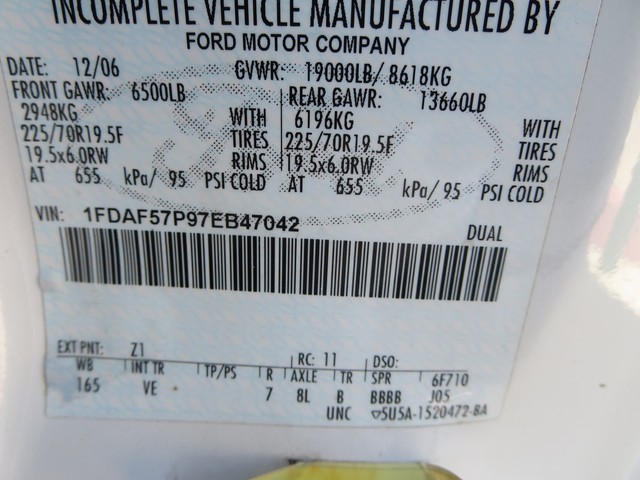 INCOMPLETE VEHICLE MANUFACTURED BY
FORD MOTOR COMPANY
DATE: 12/06 GVWR: 19000LB/ 8618KG
FRONT GAWR: 6500LB REAR GAWR: 13660LB
2948KG WITH 6196KG WITH
225/70R19.5F TIRES 225/70R19.5F TIRES
19.5x6.0RW RIMS 19.5x6.0RW RIMS
AT 655 kPa/ 95 PSI COLD AT 655 kPa/ 95 PSI COLD
VIN: 1FDAF57P97EB47042 DUAL
EXT PNT: Z1 RC: 11 DSO:
WB INT TR TP/PS R AXLE TR SPR 6F710
165 VE 7 8L B BBBB J05
UNC ▽5U5A-1520472-BA